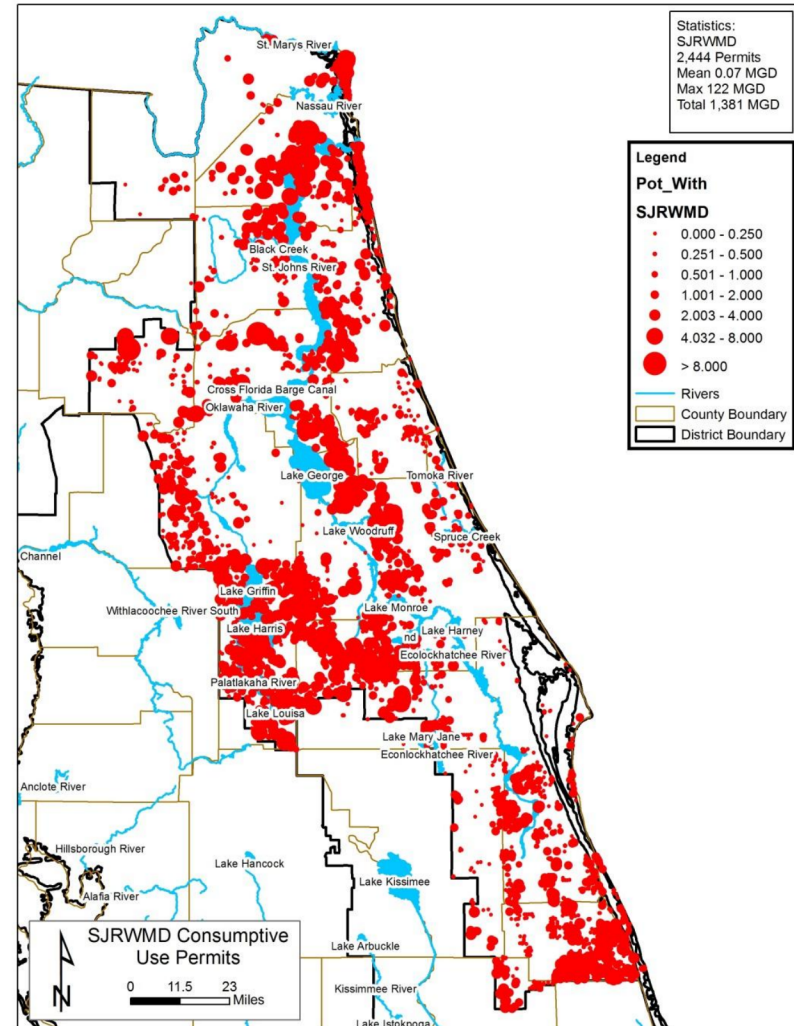 St. Marys River
Statistics:
SJRWMD
2,444 Permits
Mean 0.07 MGD
Max 122 MGD
Total 1,381 MGD
Nassau River
Legend
Pot_With
SJRWMD
0.000 - 0.250
0.251 - 0.500
0.501 - 1.000
1.001 - 2.000
2.003 - 4.000
4.032 - 8.000
> 8.000
Rivers
County Boundary
District Boundary
Black Creek
St. Johns River
Cross Florida Barge Canal
Oklawaha River
Lake George
Tomoka River
Lake Woodruff
Spruce Creek
Channel
Lake Griffin
Withlacoochee River South
Lake Monroe
Lake Harris
Lake Harney
nd
Ecolockhatchee River
Palatlakaha River
Lake Louisa
Lake Mary Jane
Econlockhatchee River
Anclote River
Hillsborough River
Lake Hancock
Lake Kissimee
Alafia River
SJRWMD Consumptive
Use Permits
N
0 11.5 23
Miles
Lake Arbuckle
Kissimmee River
Lake Istokpoga